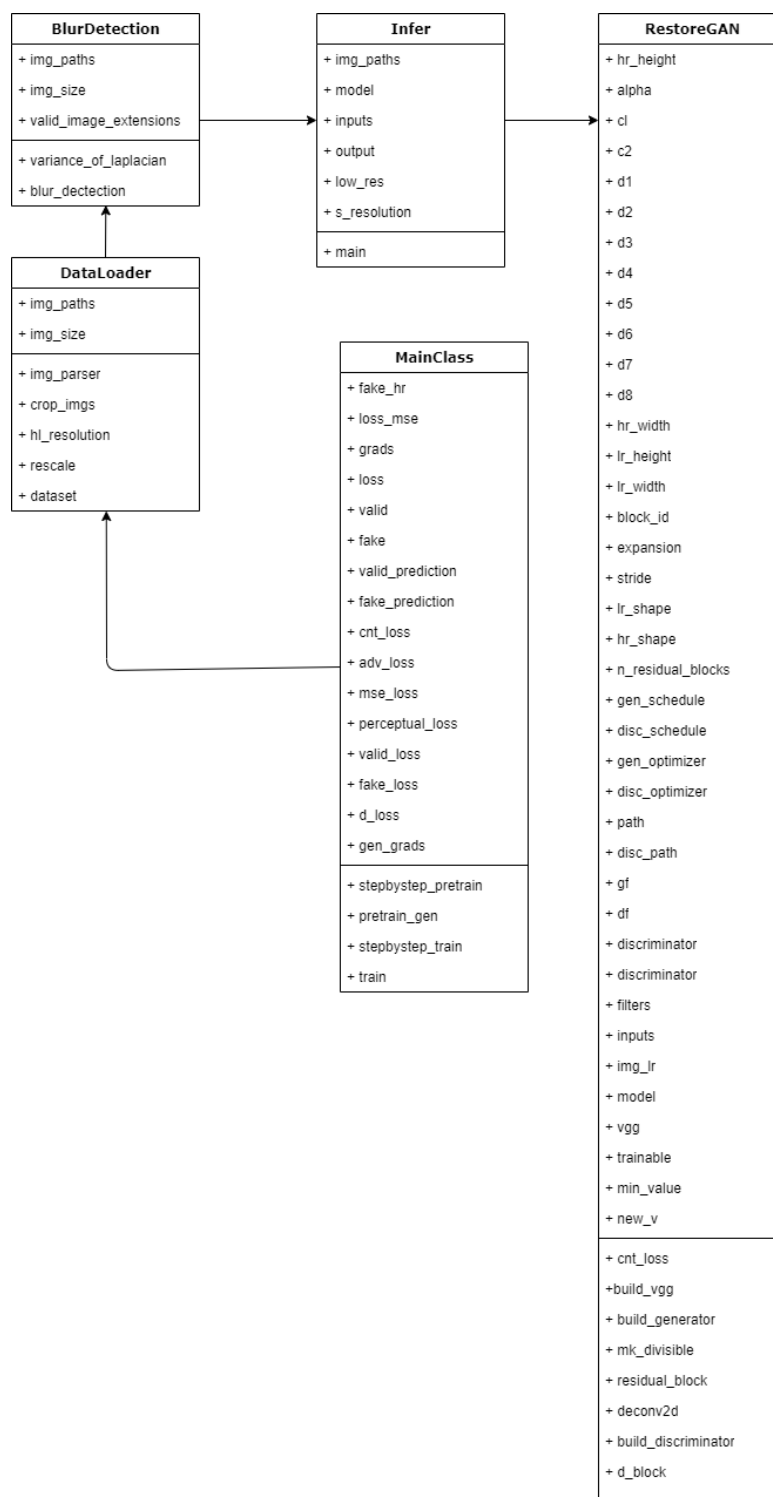 BlurDetection
+ img_paths
+ img_size
+ valid_image_extensions
+ variance_of_laplacian
+ blur_dectection
DataLoader
+ img_paths
+ img_size
+ img_parser
+ crop_imgs
+ hl_resolution
+ rescale
+ dataset
Infer
+ img_paths
+ model
+ inputs
+ output
+ low_res
+ s_resolution
+ main
MainClass
+ fake_hr
+ loss_mse
+ grads
+ loss
+ valid
+ fake
+ valid_prediction
+ fake_prediction
+ cnt_loss
+ adv_loss
+ mse_loss
+ perceptual_loss
+ valid_loss
+ fake_loss
+ d_loss
+ gen_grads
+ stepbystep_pretrain
+ pretrain_gen
+ stepbystep_train
+ train
RestoreGAN
+ hr_height
+ alpha
+ cl
+ c2
+ d1
+ d2
+ d3
+ d4
+ d5
+ d6
+ d7
+ d8
+ hr_width
+ lr_height
+ lr_width
+ block_id
+ expansion
+ stride
+ lr_shape
+ hr_shape
+ n_residual_blocks
+ gen_schedule
+ disc_schedule
+ gen_optimizer
+ disc_optimizer
+ path
+ disc_path
+ gf
+ df
+ discriminator
+ discriminator
+ filters
+ inputs
+ img_lr
+ model
+ vgg
+ trainable
+ min_value
+ new_v
+ cnt_loss
+build_vgg
+ build_generator
+ mk_divisible
+ residual_block
+ deconv2d
+ build_discriminator
+ d_block